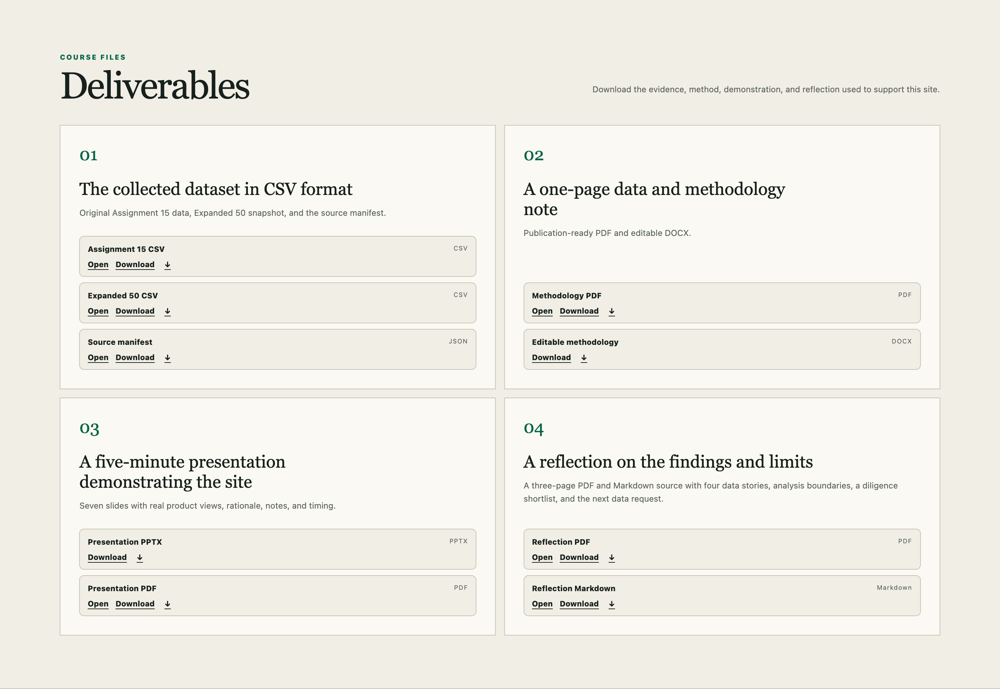 COURSE FILES
Deliverables
Download the evidence, method, demonstration, and reflection used to support this site.
01
The collected dataset in CSV format
Original Assignment 15 data, Expanded 50 snapshot, and the source manifest.
Assignment 15 CSV
CSV
Open Download ↓
Expanded 50 CSV
CSV
Open Download ↓
Source manifest
JSON
Open Download ↓
02
A one-page data and methodology
note
Publication-ready PDF and editable DOCX.
Methodology PDF
PDF
Open Download ↓
Editable methodology
DOCX
Download ↓
03
A five-minute presentation
demonstrating the site
Seven slides with real product views, rationale, notes, and timing.
Presentation PPTX
PPTX
Download ↓
Presentation PDF
PDF
Open Download ↓
04
A reflection on the findings and limits
A three-page PDF and Markdown source with four data stories, analysis boundaries, a diligence
shortlist, and the next data request.
Reflection PDF
PDF
Open Download ↓
Reflection Markdown
Markdown
Open Download ↓